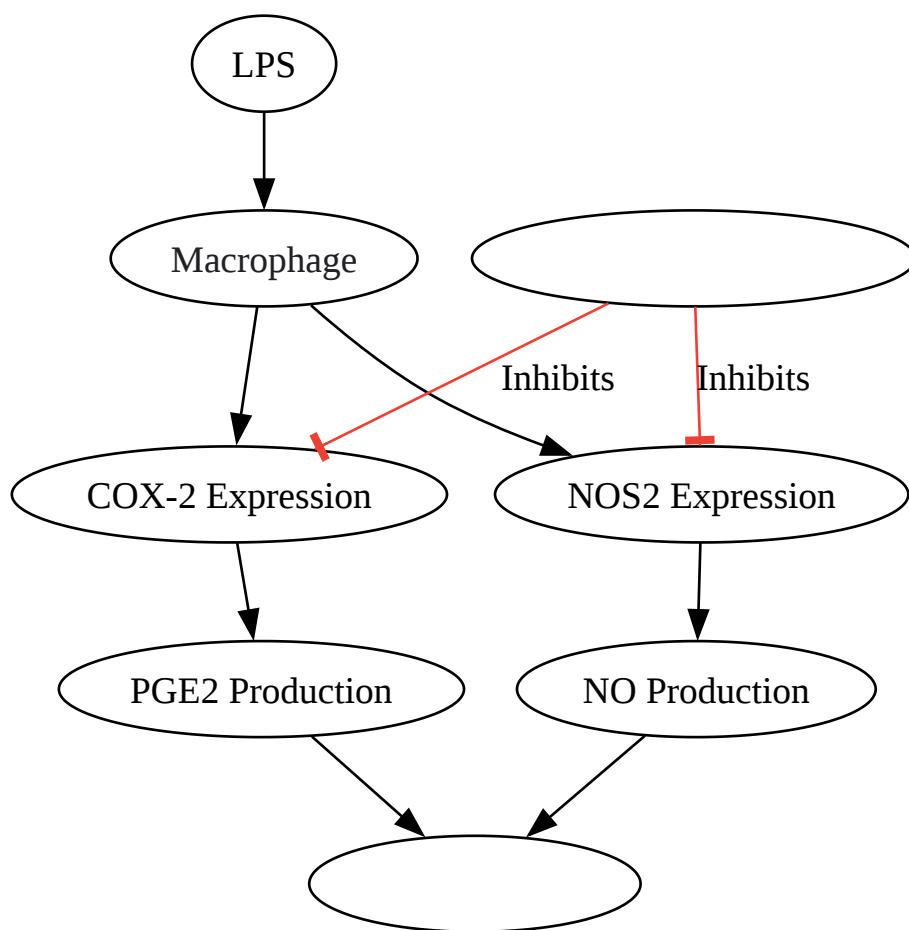 LPS
Macrophage
Inhibits
Inhibits
COX-2 Expression
NOS2 Expression
PGE2 Production
NO Production